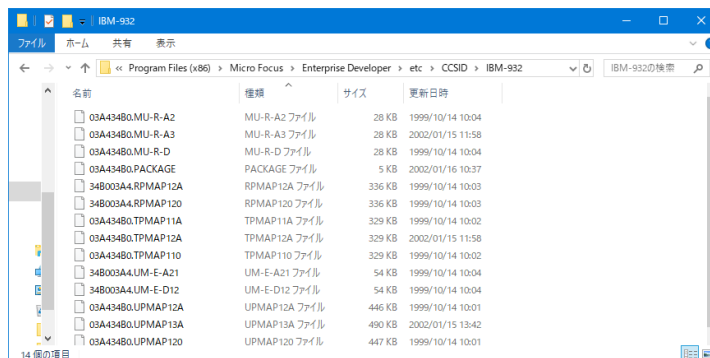 IBM-932
ファイル ホーム 共有 表示
« Program Files (x86) › Micro Focus › Enterprise Developer › etc › CCSID › IBM-932 IBM-932の検索
名前 種類 サイズ 更新日時
03A434B0.MU-R-A2 MU-R-A2 ファイル 28 KB 1999/10/14 10:04
03A434B0.MU-R-A3 MU-R-A3 ファイル 28 KB 2002/01/15 11:58
03A434B0.MU-R-D MU-R-D ファイル 28 KB 1999/10/14 10:04
03A434B0.PACKAGE PACKAGE ファイル 5 KB 2002/01/16 10:37
34B003A4.RPMAP12A RPMAP12A ファイル 336 KB 1999/10/14 10:03
34B003A4.RPMAP120 RPMAP120 ファイル 336 KB 1999/10/14 10:03
03A434B0.TPMAP11A TPMAP11A ファイル 329 KB 1999/10/14 10:02
03A434B0.TPMAP12A TPMAP12A ファイル 329 KB 2002/01/15 11:58
03A434B0.TPMAP110 TPMAP110 ファイル 329 KB 1999/10/14 10:02
34B003A4.UM-E-A21 UM-E-A21 ファイル 54 KB 1999/10/14 10:04
34B003A4.UM-E-D12 UM-E-D12 ファイル 54 KB 1999/10/14 10:04
03A434B0.UPMAP12A UPMAP12A ファイル 446 KB 1999/10/14 10:01
03A434B0.UPMAP13A UPMAP13A ファイル 490 KB 2002/01/15 13:42
03A434B0.UPMAP120 UPMAP120 ファイル 447 KB 1999/10/14 10:01
14 個の項目